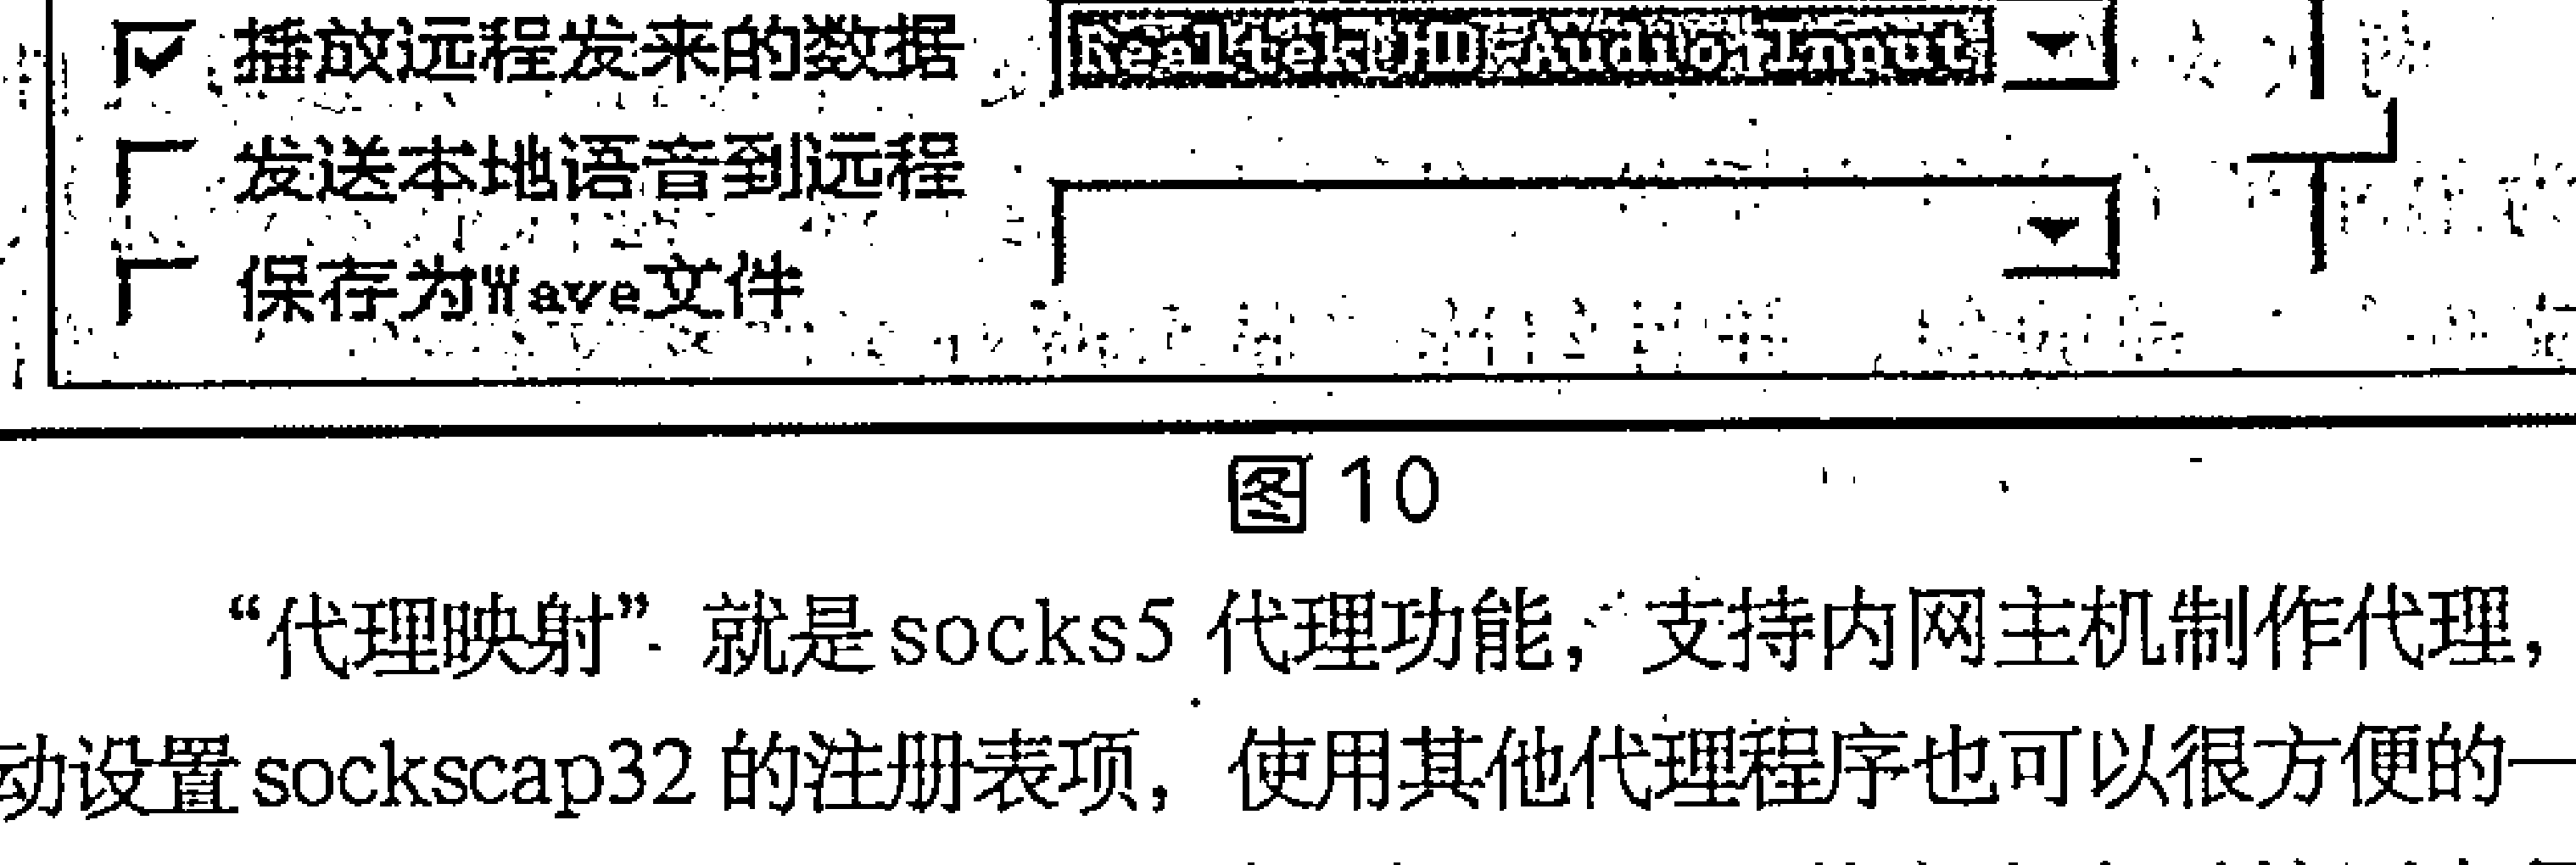 播放远程发来的数据 Realtek HD Audio Input
发送本地语音到远程
保存为Wave文件
图 10
“代理映射” 就是socks5 代理功能, 支持内网主机制作代理,
动设置sockscap32 的注册表项, 使用其他代理程序也可以很方便的一